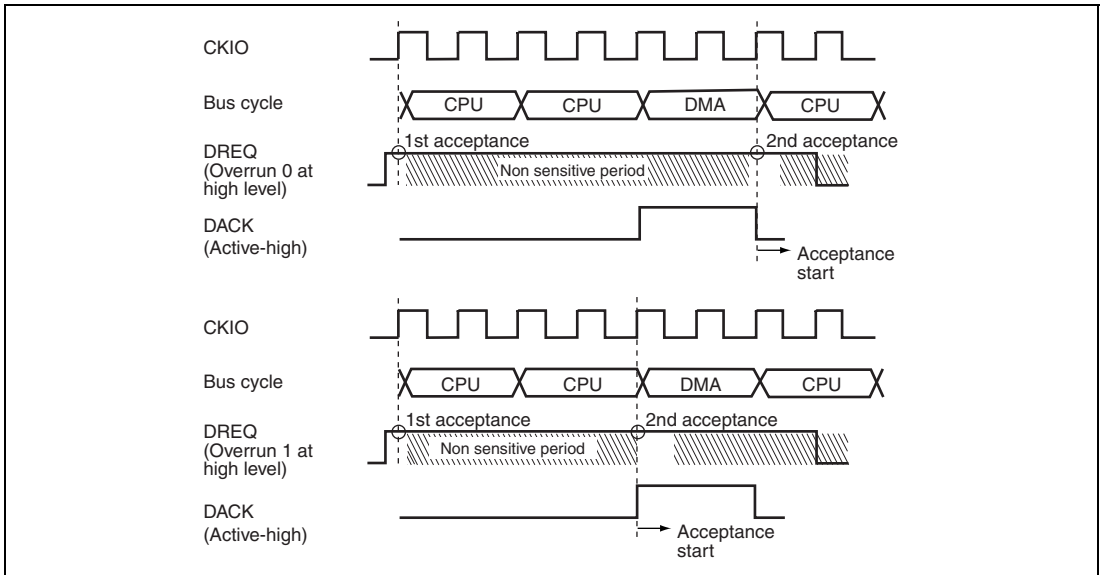 CKIO
Bus cycle
CPU
CPU
DMA
CPU
DREQ
(Overrun 0 at
high level)
1st acceptance
2nd acceptance
Non sensitive period
DACK
(Active-high)
Acceptance
start
CKIO
Bus cycle
CPU
CPU
DMA
CPU
DREQ
(Overrun 1 at
high level)
1st acceptance
2nd acceptance
Non sensitive period
DACK
(Active-high)
Acceptance
start